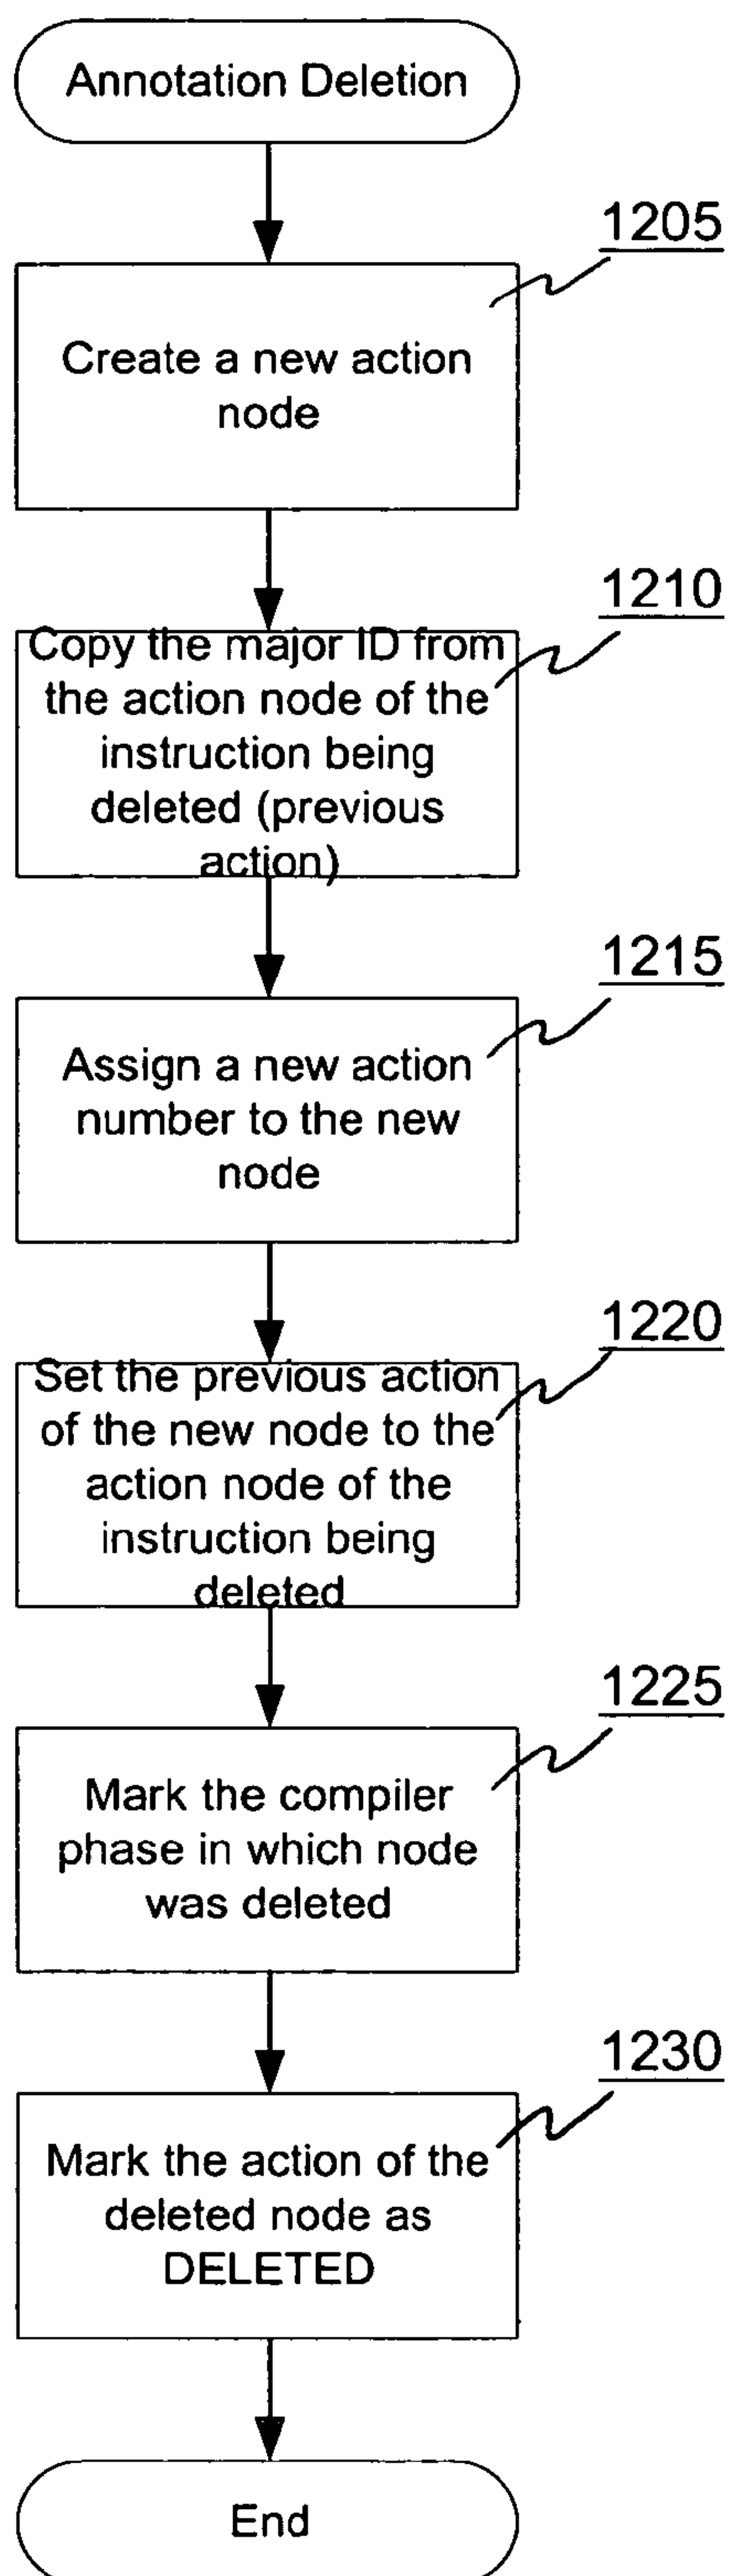 Annotation Deletion
1205
Create a new action
node
1210
Copy the major ID from
the action node of the
instruction being
deleted (previous
action)
1215
Assign a new action
number to the new
node
1220
Set the previous action
of the new node to the
action node of the
instruction being
deleted
1225
Mark the compiler
phase in which node
was deleted
1230
Mark the action of the
deleted node as
DELETED
End